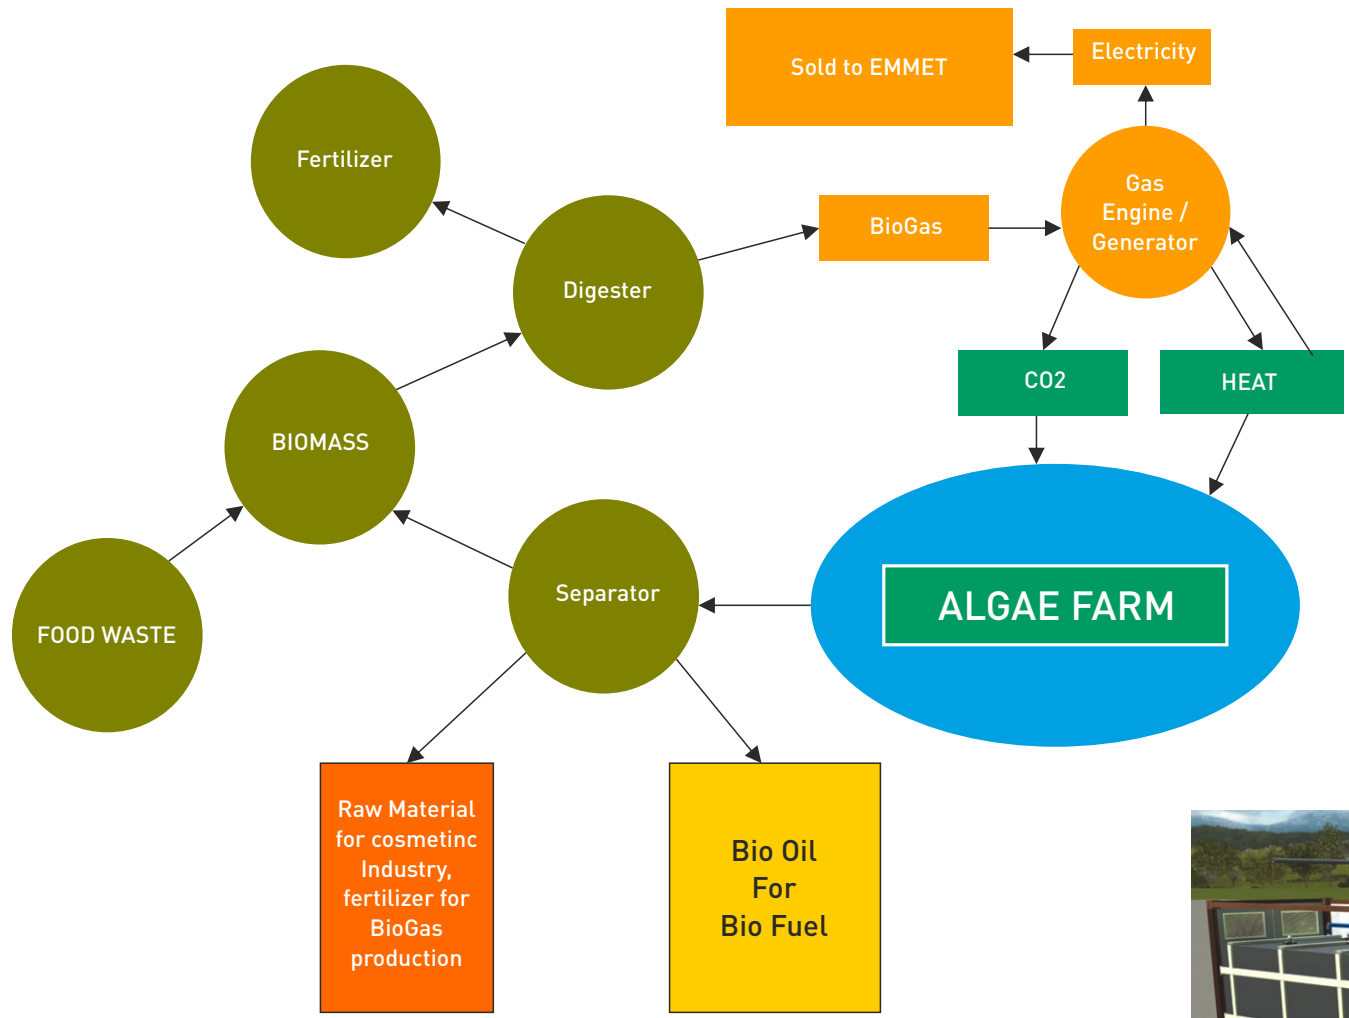 Sold to EMMET
Electricity
Fertilizer
Gas
Engine /
Generator
BioGas
Digester
CO2
HEAT
BIOMASS
Separator
ALGAE FARM
FOOD WASTE
Raw Material
for cosmetinc
Industry,
fertilizer for
BioGas
production
Bio Oil
For
Bio Fuel